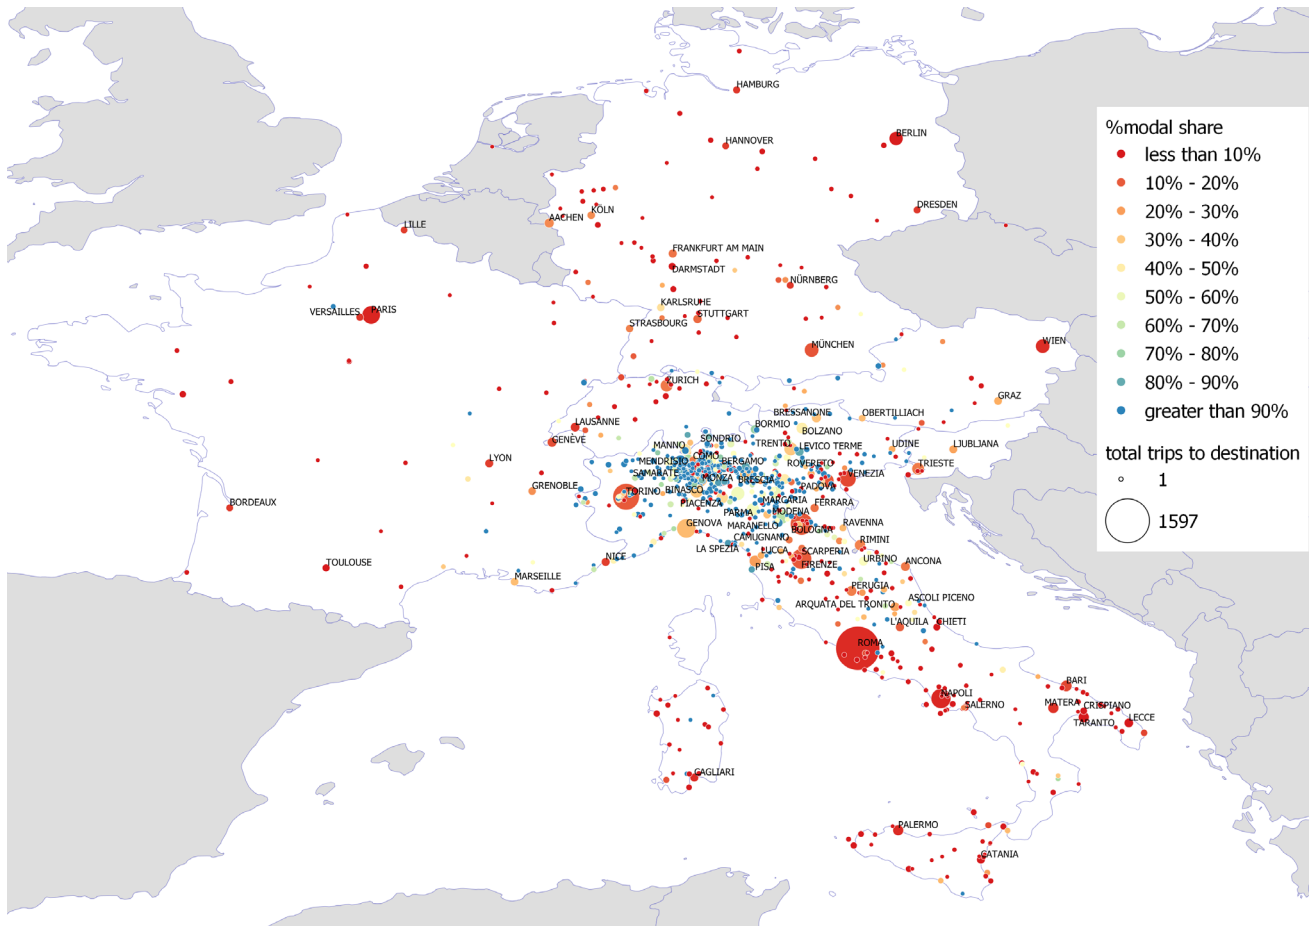 HAMBURG
HANNOVER
BERLIN
DRESDEN
KÖLN
AACHEN
LILLE
FRANKFURT AM MAIN
DARMSTADT
NÜRNBERG
KARLSRUHE
VERSAILLES
PARIS
STUTTGART
STRASBOURG
MÜNCHEN
WIEN
ZURICH
GRAZ
BRESSANONE
OBERTILLIACH
LAUSANNE
BORMIO
BOLZANO
GENÈVE
MANNO
SONDRIO
TRENTO
LEVICO TERME
UDINE
LJUBLJANA
LYON
MENDRISIO
COMO
BERGAMO
ROVERETO
TRIESTE
SAMARATE
MONZA
BRESCIA
VENEZIA
GRENOBLE
TORINO
BINASCO
PADOVA
BORDEAUX
PIACENZA
MARCARIA
FERRARA
PARMA
MODENA
GENOVA
MARANELLO
BOLOGNA
RAVENNA
CAMUGNANO
RIMINI
LA SPEZIA
LUCCA
SCARPERIA
NICE
URBINO
ANCONA
TOULOUSE
PISA
FIRENZE
MARSEILLE
PERUGIA
ARQUATA DEL TRONTO
ASCOLI PICENO
L'AQUILA
CHIETI
ROMA
BARI
NAPOLI
SALERNO
MATERA
CRISPIANO
TARANTO
LECCE
CAGLIARI
PALERMO
CATANIA
%modal share
less than 10%
10% - 20%
20% - 30%
30% - 40%
40% - 50%
50% - 60%
60% - 70%
70% - 80%
80% - 90%
greater than 90%
total trips to destination
1
1597